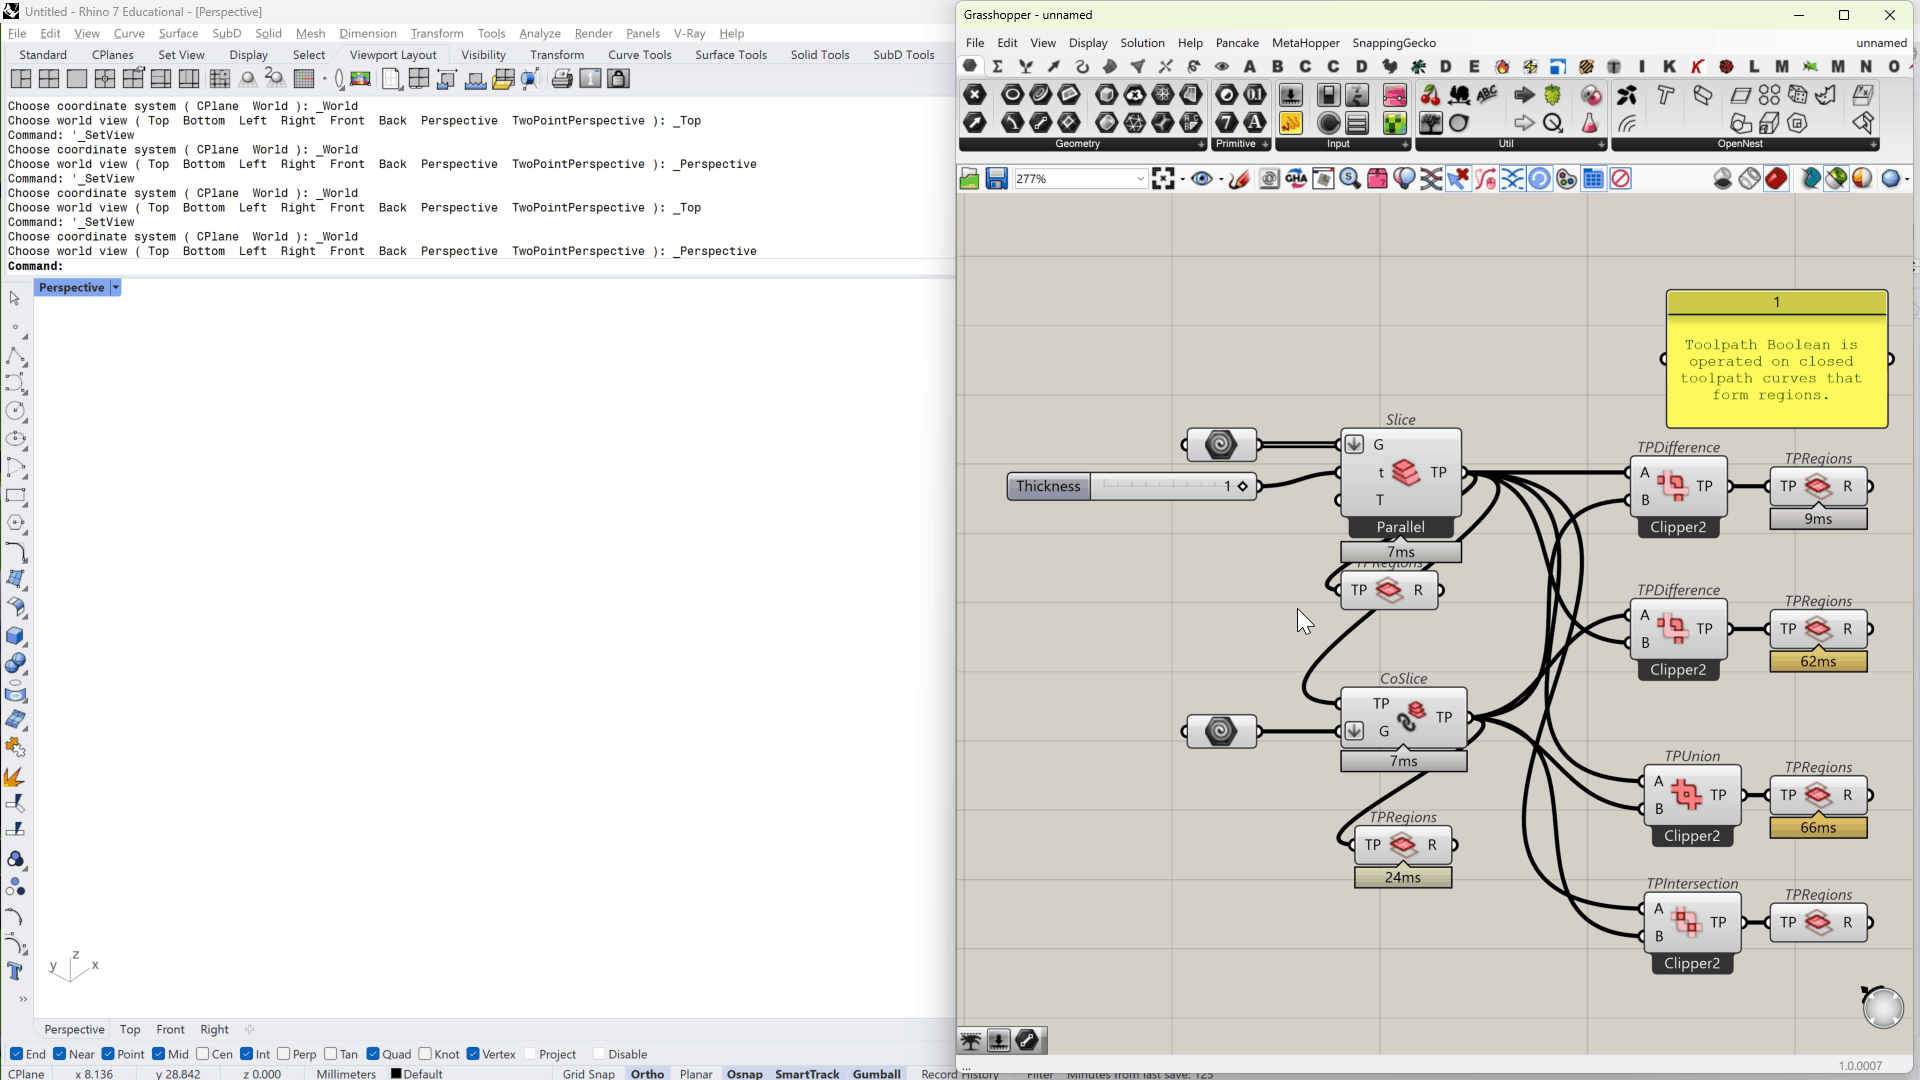 Untitled - Rhino 7 Educational - [Perspective]
File Edit View Curve Surface SubD Solid Mesh Dimension Transform Tools Analyze Render Panels V-Ray Help
Standard CPlanes Set View Display Select Viewport Layout Visibility Transform Curve Tools Surface Tools Solid Tools SubD Tools
Choose coordinate system ( CPlane World ): _World
Choose world view ( Top Bottom Left Right Front Back Perspective TwoPointPerspective ): _Top
Command: '_SetView
Choose coordinate system ( CPlane World ): _World
Choose world view ( Top Bottom Left Right Front Back Perspective TwoPointPerspective ): _Perspective
Command: '_SetView
Choose coordinate system ( CPlane World ): _World
Choose world view ( Top Bottom Left Right Front Back Perspective TwoPointPerspective ): _Top
Command: '_SetView
Choose coordinate system ( CPlane World ): _World
Choose world view ( Top Bottom Left Right Front Back Perspective TwoPointPerspective ): _Perspective
Command:
Perspective
z
y x
Perspective Top Front Right
End Near Point Mid Cen Int Perp Tan Quad Knot Vertex Project Disable
CPlane x 8.136 y 28.842 z 0.000 Millimeters Default Grid Snap Ortho Planar Osnap SmartTrack Gumball Record History Filter Minutes from last save: 125
Grasshopper - unnamed
File Edit View Display Solution Help Pancake MetaHopper SnappingGecko unnamed
A B C C D D E I K K L M M N O
Geometry Primitive Input Util OpenNest
277%
1
Toolpath Boolean is
operated on closed
toolpath curves that
form regions.
Slice
G
t TP
T
Parallel
7ms
Thickness 1
TPRegions
TP R
CoSlice
TP
G TP
7ms
TPRegions
TP R
24ms
TPDifference
A TP
B
Clipper2
TPRegions
TP R
9ms
TPDifference
A TP
B
Clipper2
TPRegions
TP R
62ms
TPUnion
A TP
B
Clipper2
TPRegions
TP R
66ms
TPIntersection
A TP
B
Clipper2
TPRegions
TP R
...
1.0.0007